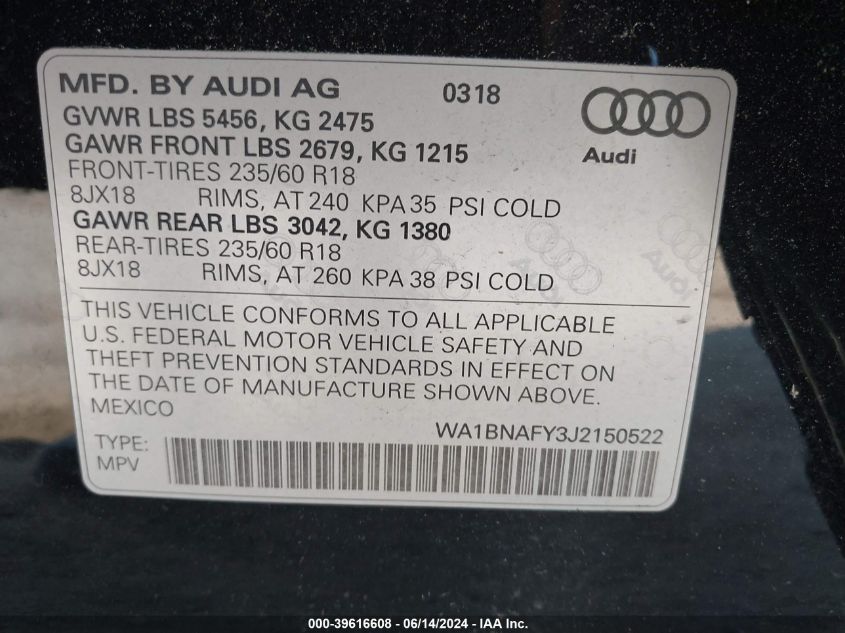 MFD. BY AUDI AG 0318
GVWR LBS 5456, KG 2475
GAWR FRONT LBS 2679, KG 1215
Audi
FRONT-TIRES 235/60 R18
8JX18 RIMS, AT 240 KPA 35 PSI COLD
GAWR REAR LBS 3042, KG 1380
REAR-TIRES 235/60 R18
8JX18 RIMS, AT 260 KPA 38 PSI COLD
Audi
THIS VEHICLE CONFORMS TO ALL APPLICABLE
U.S. FEDERAL MOTOR VEHICLE SAFETY AND
THEFT PREVENTION STANDARDS IN EFFECT ON
THE DATE OF MANUFACTURE SHOWN ABOVE.
MEXICO
WA1BNAFY3J2150522
TYPE:
MPV
000-39616608 - 06/14/2024 - IAA Inc.